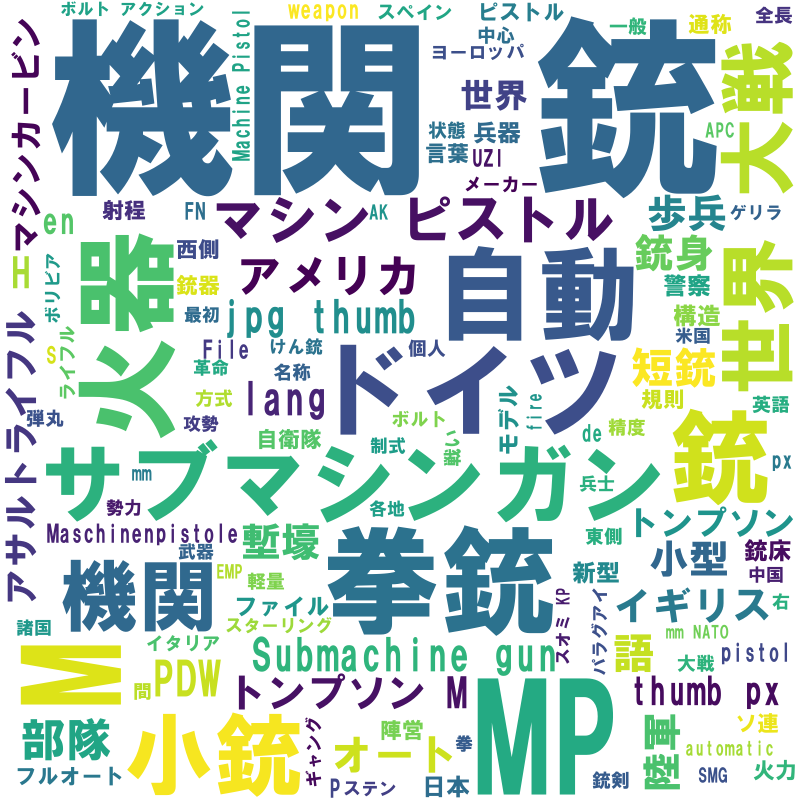 ボルト アクション
weapon
スペイン
ピストル
一般
通称
全長
中心
ヨーロッパ
機関 銃
Machine Pistol
世界
状態
兵器
言葉
UZI
APC
大戦
メーカー
マシンカービン
射程
FN
マシン ピストル
AK
歩兵
ゲリラ
en
西側
アメリカ
自動
銃身
警察
エ
ボリビア
火器
銃器
最初
jpg thumb
構造
米国
世界
File
けん銃
個人
S
ライフル
革命
名称
ドイツ
短銃
アサルトライフル
方式
lang
規則
英語
弾丸
攻勢
ボルト
モデル
fire
自衛隊
制式
戦い
de
精度
銃
サブマシンガン
px
mm
勢力
各地
兵士
Maschinenpistole
塹壕
拳銃
東側
トンプソン
武器
小型
銃床
機関
EMP
軽量
新型
中国
ファイル
KP
スオミ
イギリス
右
諸国
スターリング
パラグアイ
mm NATO
イタリア
M
Submachine gun
語
大戦
pistol
間
PDW
トンプソン M
MP
thumb px
部隊
小銃
ギャング
陣営
拳
陸軍
ソ連
オート
automatic
フルオート
P
ステン
日本
銃剣
SMG
火力